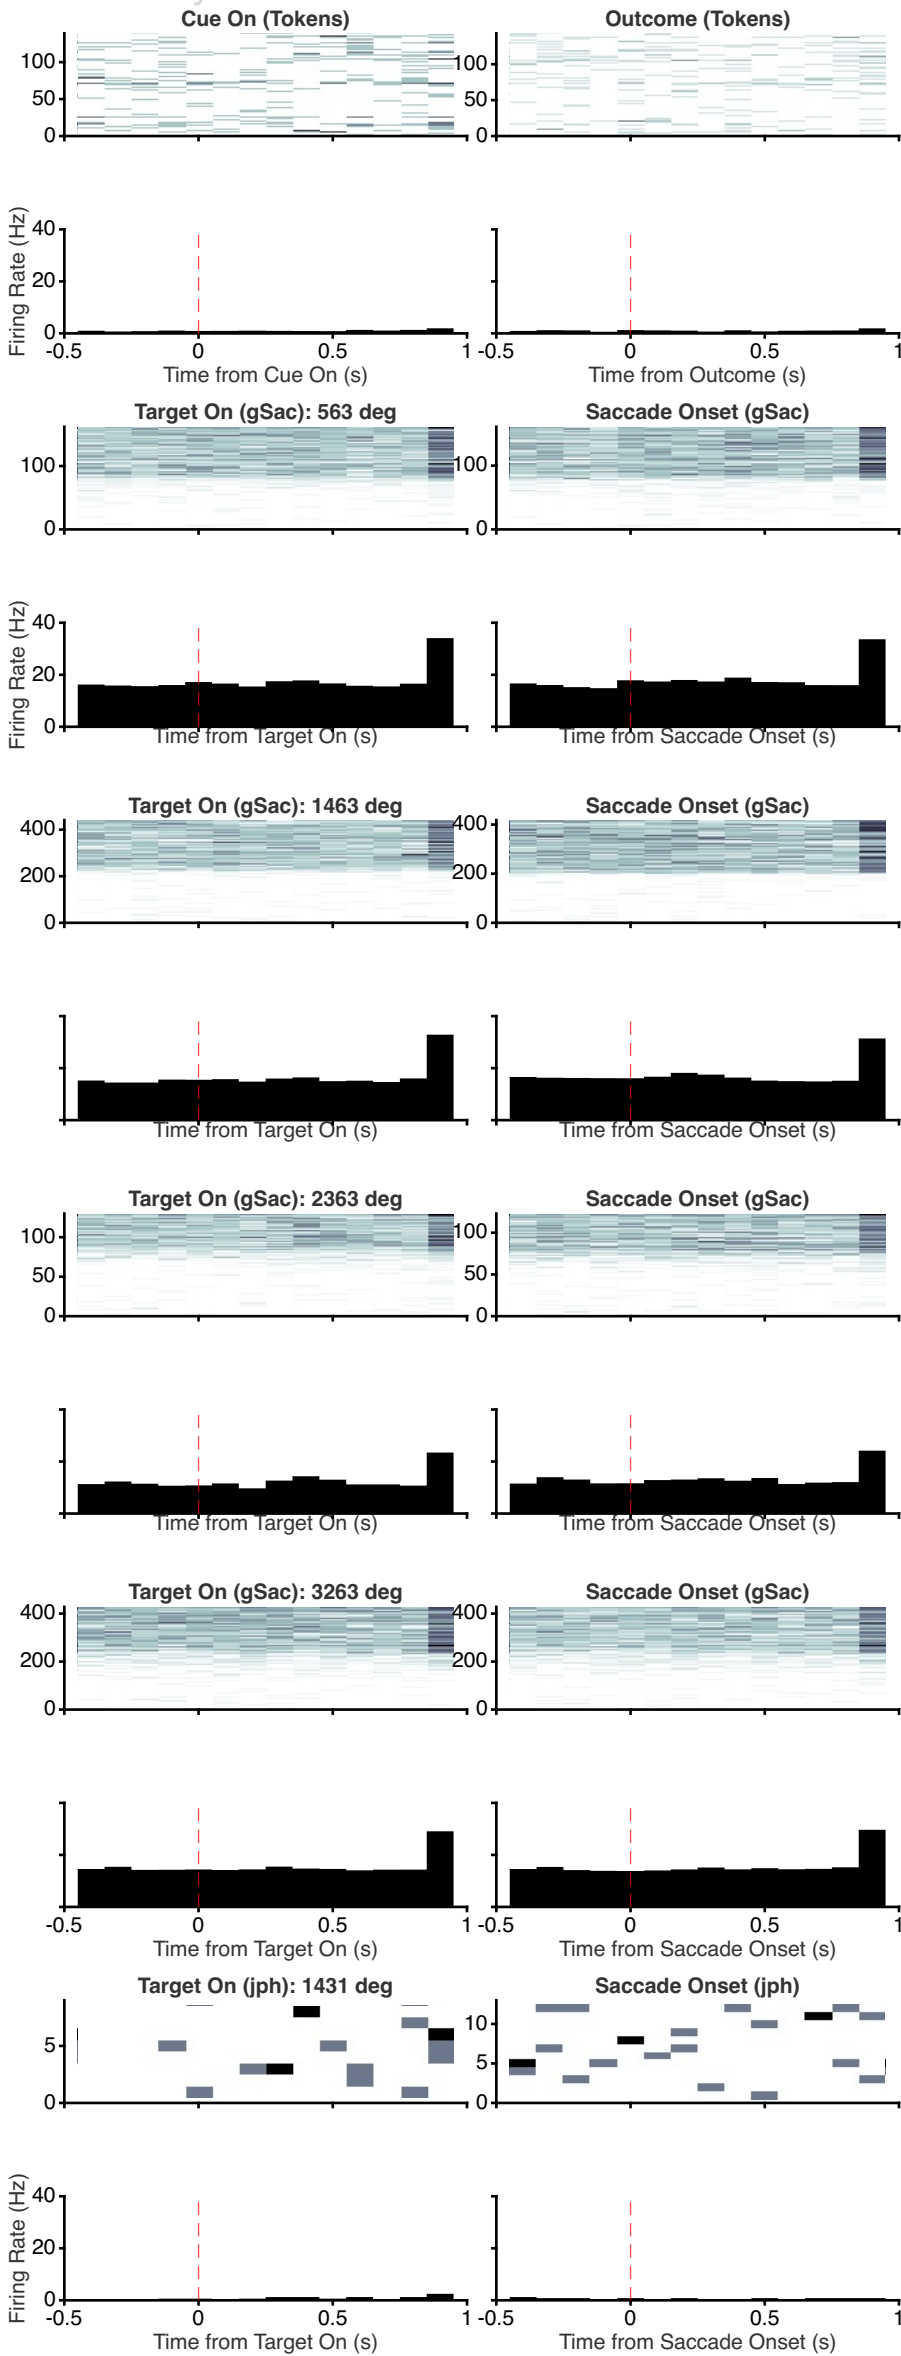 Cue On (Tokens)
Outcome (Tokens)
100
50
0
100
50
0
Firing Rate (Hz)
40
20
0
-0.5
0
0.5
1
-0.5
0
0.5
1
Time from Cue On (s)
Time from Outcome (s)
Target On (gSac): 563 deg
Saccade Onset (gSac)
100
0
100
0
Firing Rate (Hz)
40
20
0
Time from Target On (s)
Time from Saccade Onset (s)
Target On (gSac): 1463 deg
Saccade Onset (gSac)
400
200
0
400
200
0
Time from Target On (s)
Time from Saccade Onset (s)
Target On (gSac): 2363 deg
Saccade Onset (gSac)
100
50
0
100
50
0
Time from Target On (s)
Time from Saccade Onset (s)
Target On (gSac): 3263 deg
Saccade Onset (gSac)
400
200
0
400
200
0
-0.5
0
0.5
1
-0.5
0
0.5
1
Time from Target On (s)
Time from Saccade Onset (s)
Target On (jph): 1431 deg
Saccade Onset (jph)
5
0
10
5
0
Firing Rate (Hz)
40
20
0
-0.5
0
0.5
1
-0.5
0
0.5
1
Time from Target On (s)
Time from Saccade Onset (s)